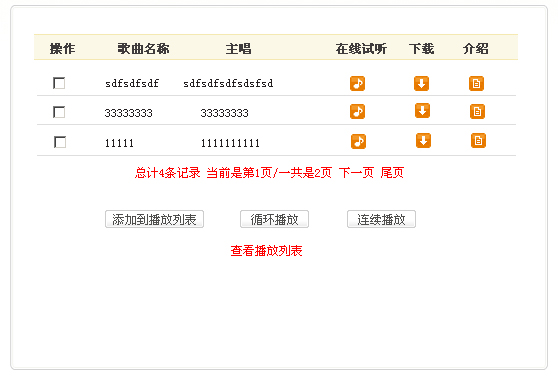 操作 歌曲名称 主唱 在线试听 下载 介绍
sdfsdfsdf sdfsdfsdfsdsfsd
33333333 33333333
11111 1111111111
总计4条记录 当前是第1页/一共是2页 下一页 尾页
添加到播放列表 循环播放 连续播放
查看播放列表